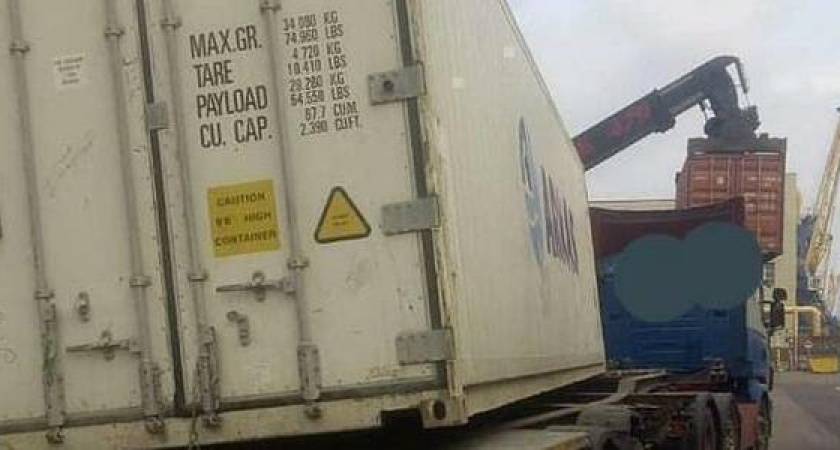 MAX.GR. 34.000 KG
74.960 LBS
TARE 4.720 KG
10.410 LBS
PAYLOAD 29.280 KG
64.550 LBS
CU. CAP. 67.7 CU.M.
2.390 CU.FT.
CAUTION
9'6 HIGH
CONTAINER